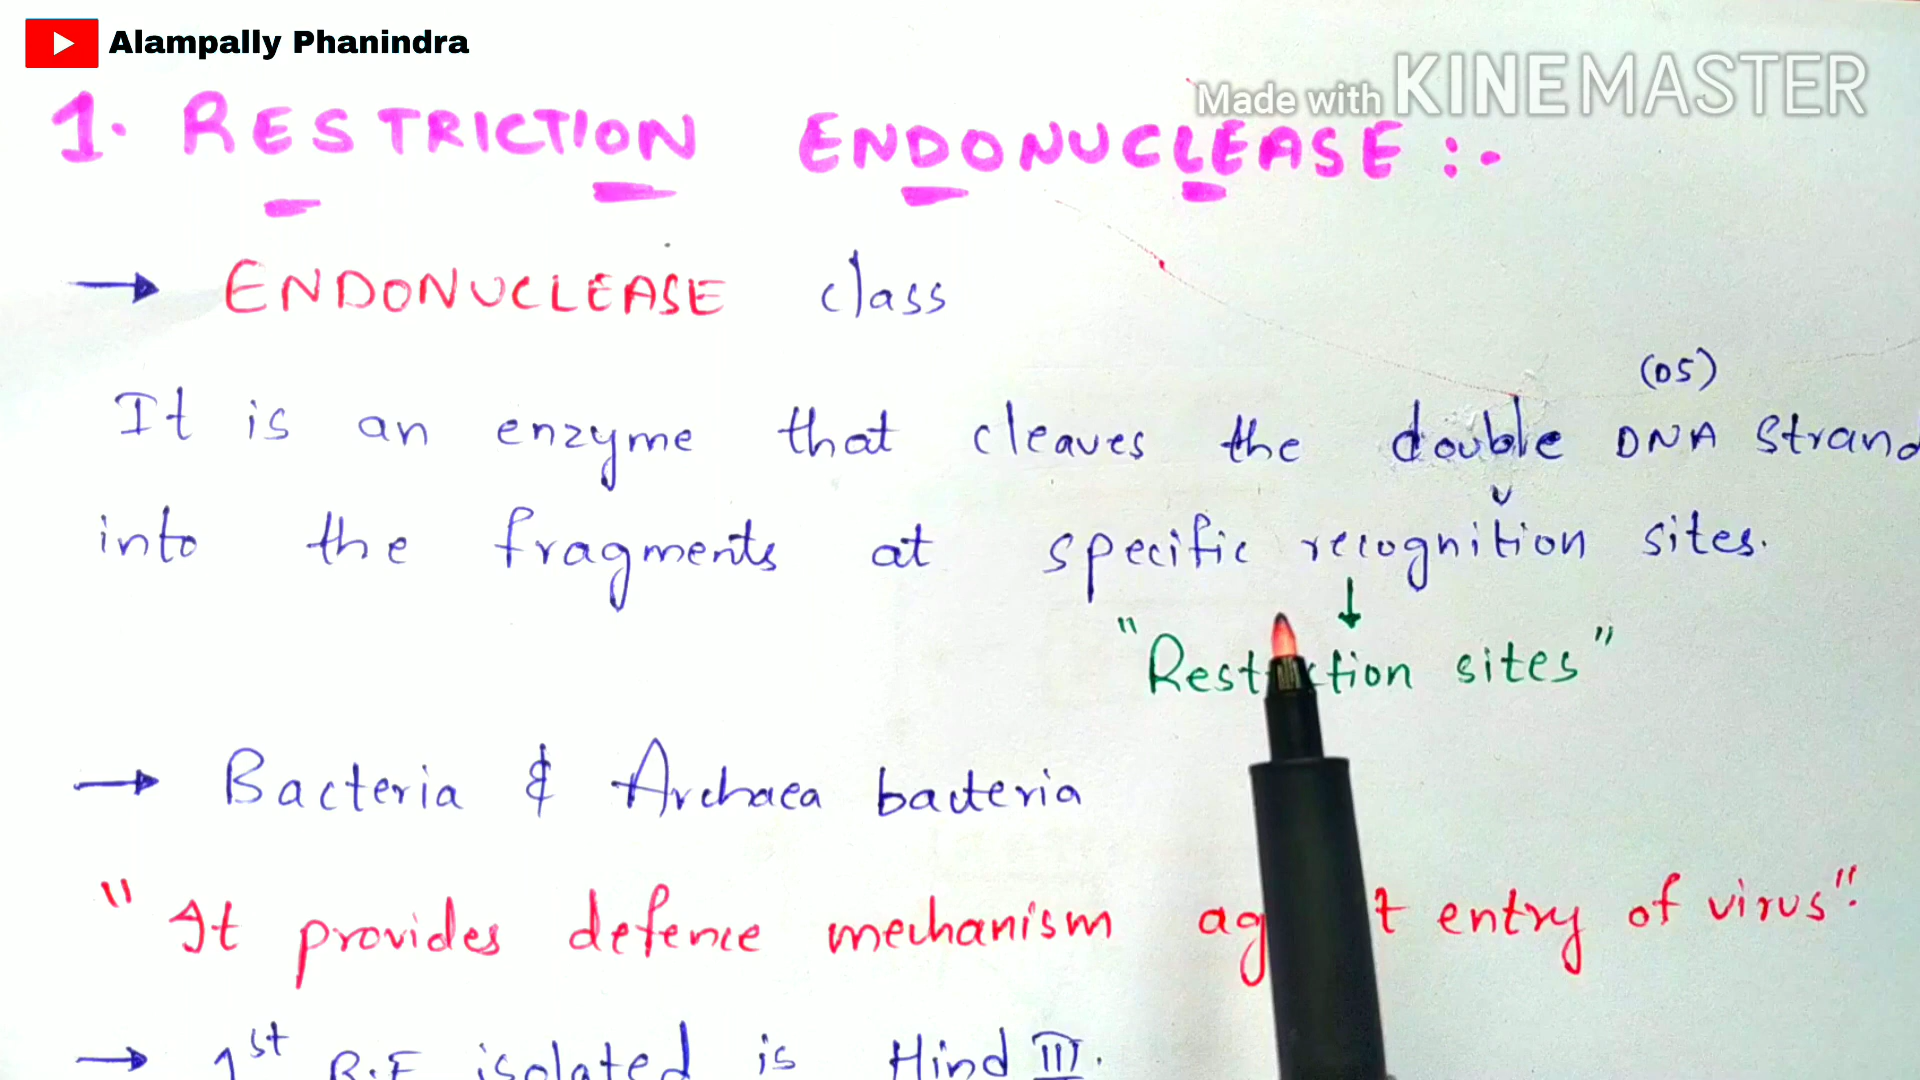 Alampally Phanindra
Made with KINEMASTER
1. RESTRICTION ENDONUCLEASE :-
→ ENDONUCLEASE class
(DS)
It is an enzyme that cleaves the double DNA strand
into the fragments at specific recognition sites.
↓
"Restriction sites"
→ Bacteria & Archaea bacteria
"It provides defence mechanism against entry of virus".
→ 1st R.E isolated is Hind III.